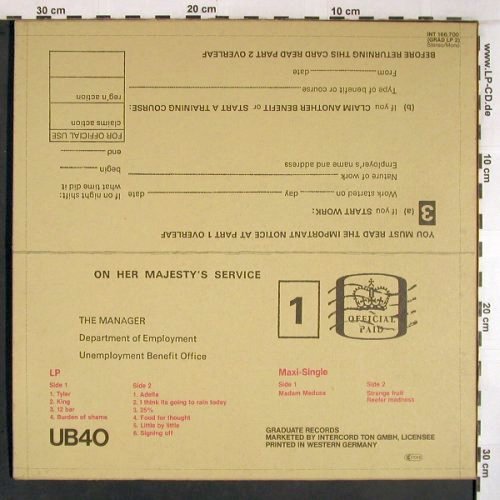 30 cm
20 cm
10 cm
www.LP-CD.de
10 cm
20 cm
30 cm
INT 166.700
(GRAD LP 2)
Stereo/Mono
BEFORE RETURNING THIS CARD READ PART 2 OVERLEAF
From date
Type of benefit or course
(b) If you CLAIM ANOTHER BENEFIT or START A TRAINING COURSE:
Employer's name and address
Nature of work
Work started on day date
3 (a) If you START WORK:
YOU MUST READ THE IMPORTANT NOTICE AT PART 1 OVERLEAF
If on night shift:
what time did it
begin
end
FOR OFFICIAL USE
claims action
reg'n action
ON HER MAJESTY'S SERVICE
1
OFFICIAL
PAID
THE MANAGER
Department of Employment
Unemployment Benefit Office
LP
Side 1
1. Tyler
2. King
3. 12 bar
4. Burden of shame
Side 2
1. Adella
2. I think its going to rain today
3. 25%
4. Food for thought
5. Little by little
6. Signing off
Maxi-Single
Side 1
Madam Medusa
Side 2
Strange fruit
Reefer madness
UB40
GRADUATE RECORDS
MARKETED BY INTERCORD TON GMBH, LICENSEE
PRINTED IN WESTERN GERMANY